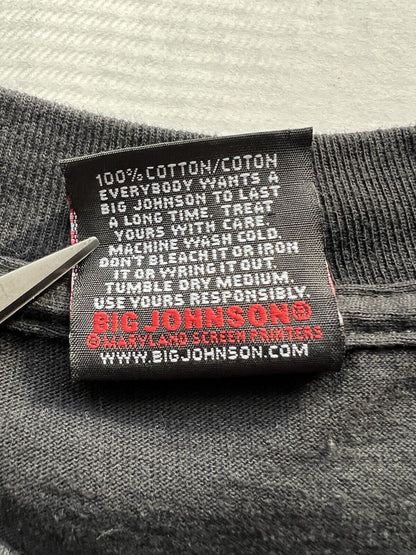 100% COTTON/COTON
EVERYBODY WANTS A
BIG JOHNSON TO LAST
A LONG TIME. TREAT
YOURS WITH CARE.
MACHINE WASH COLD.
DON'T BLEACH IT OR IRON
IT OR WRING IT OUT.
TUMBLE DRY MEDIUM.
USE YOURS RESPONSIBLY.
BIG JOHNSON®
©MARYLAND SCREEN PRINTERS
WWW.BIGJOHNSON.COM